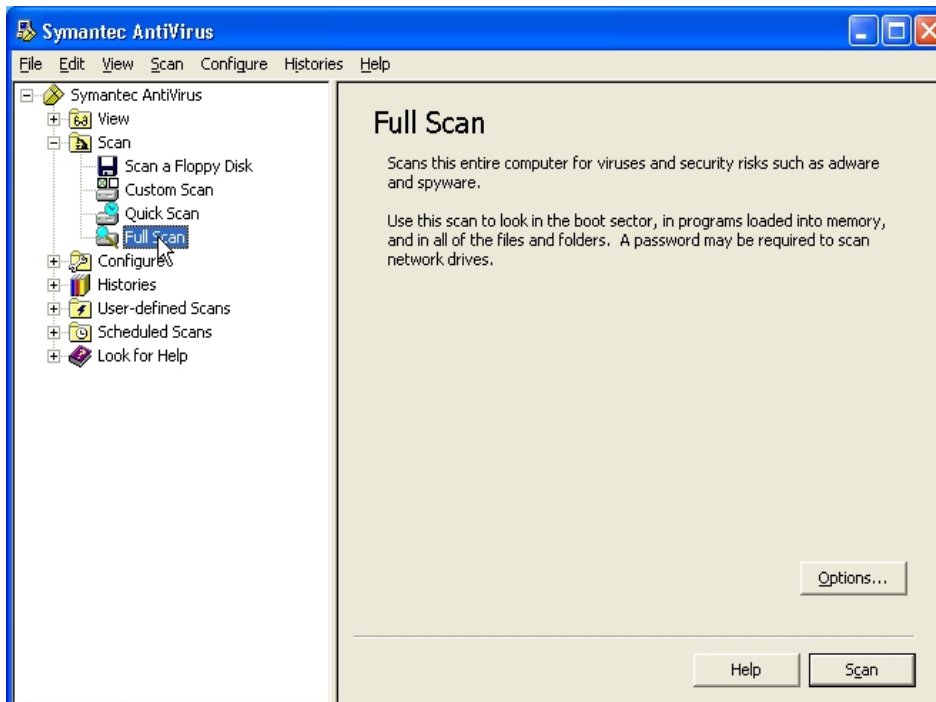 Symantec AntiVirus
File Edit View Scan Configure Histories Help
Symantec AntiVirus
View
Scan
Scan a Floppy Disk
Custom Scan
Quick Scan
Full Scan
Configure
Histories
User-defined Scans
Scheduled Scans
Look for Help
Full Scan
Scans this entire computer for viruses and security risks such as adware
and spyware.
Use this scan to look in the boot sector, in programs loaded into memory,
and in all of the files and folders. A password may be required to scan
network drives.
Options...
Help Scan